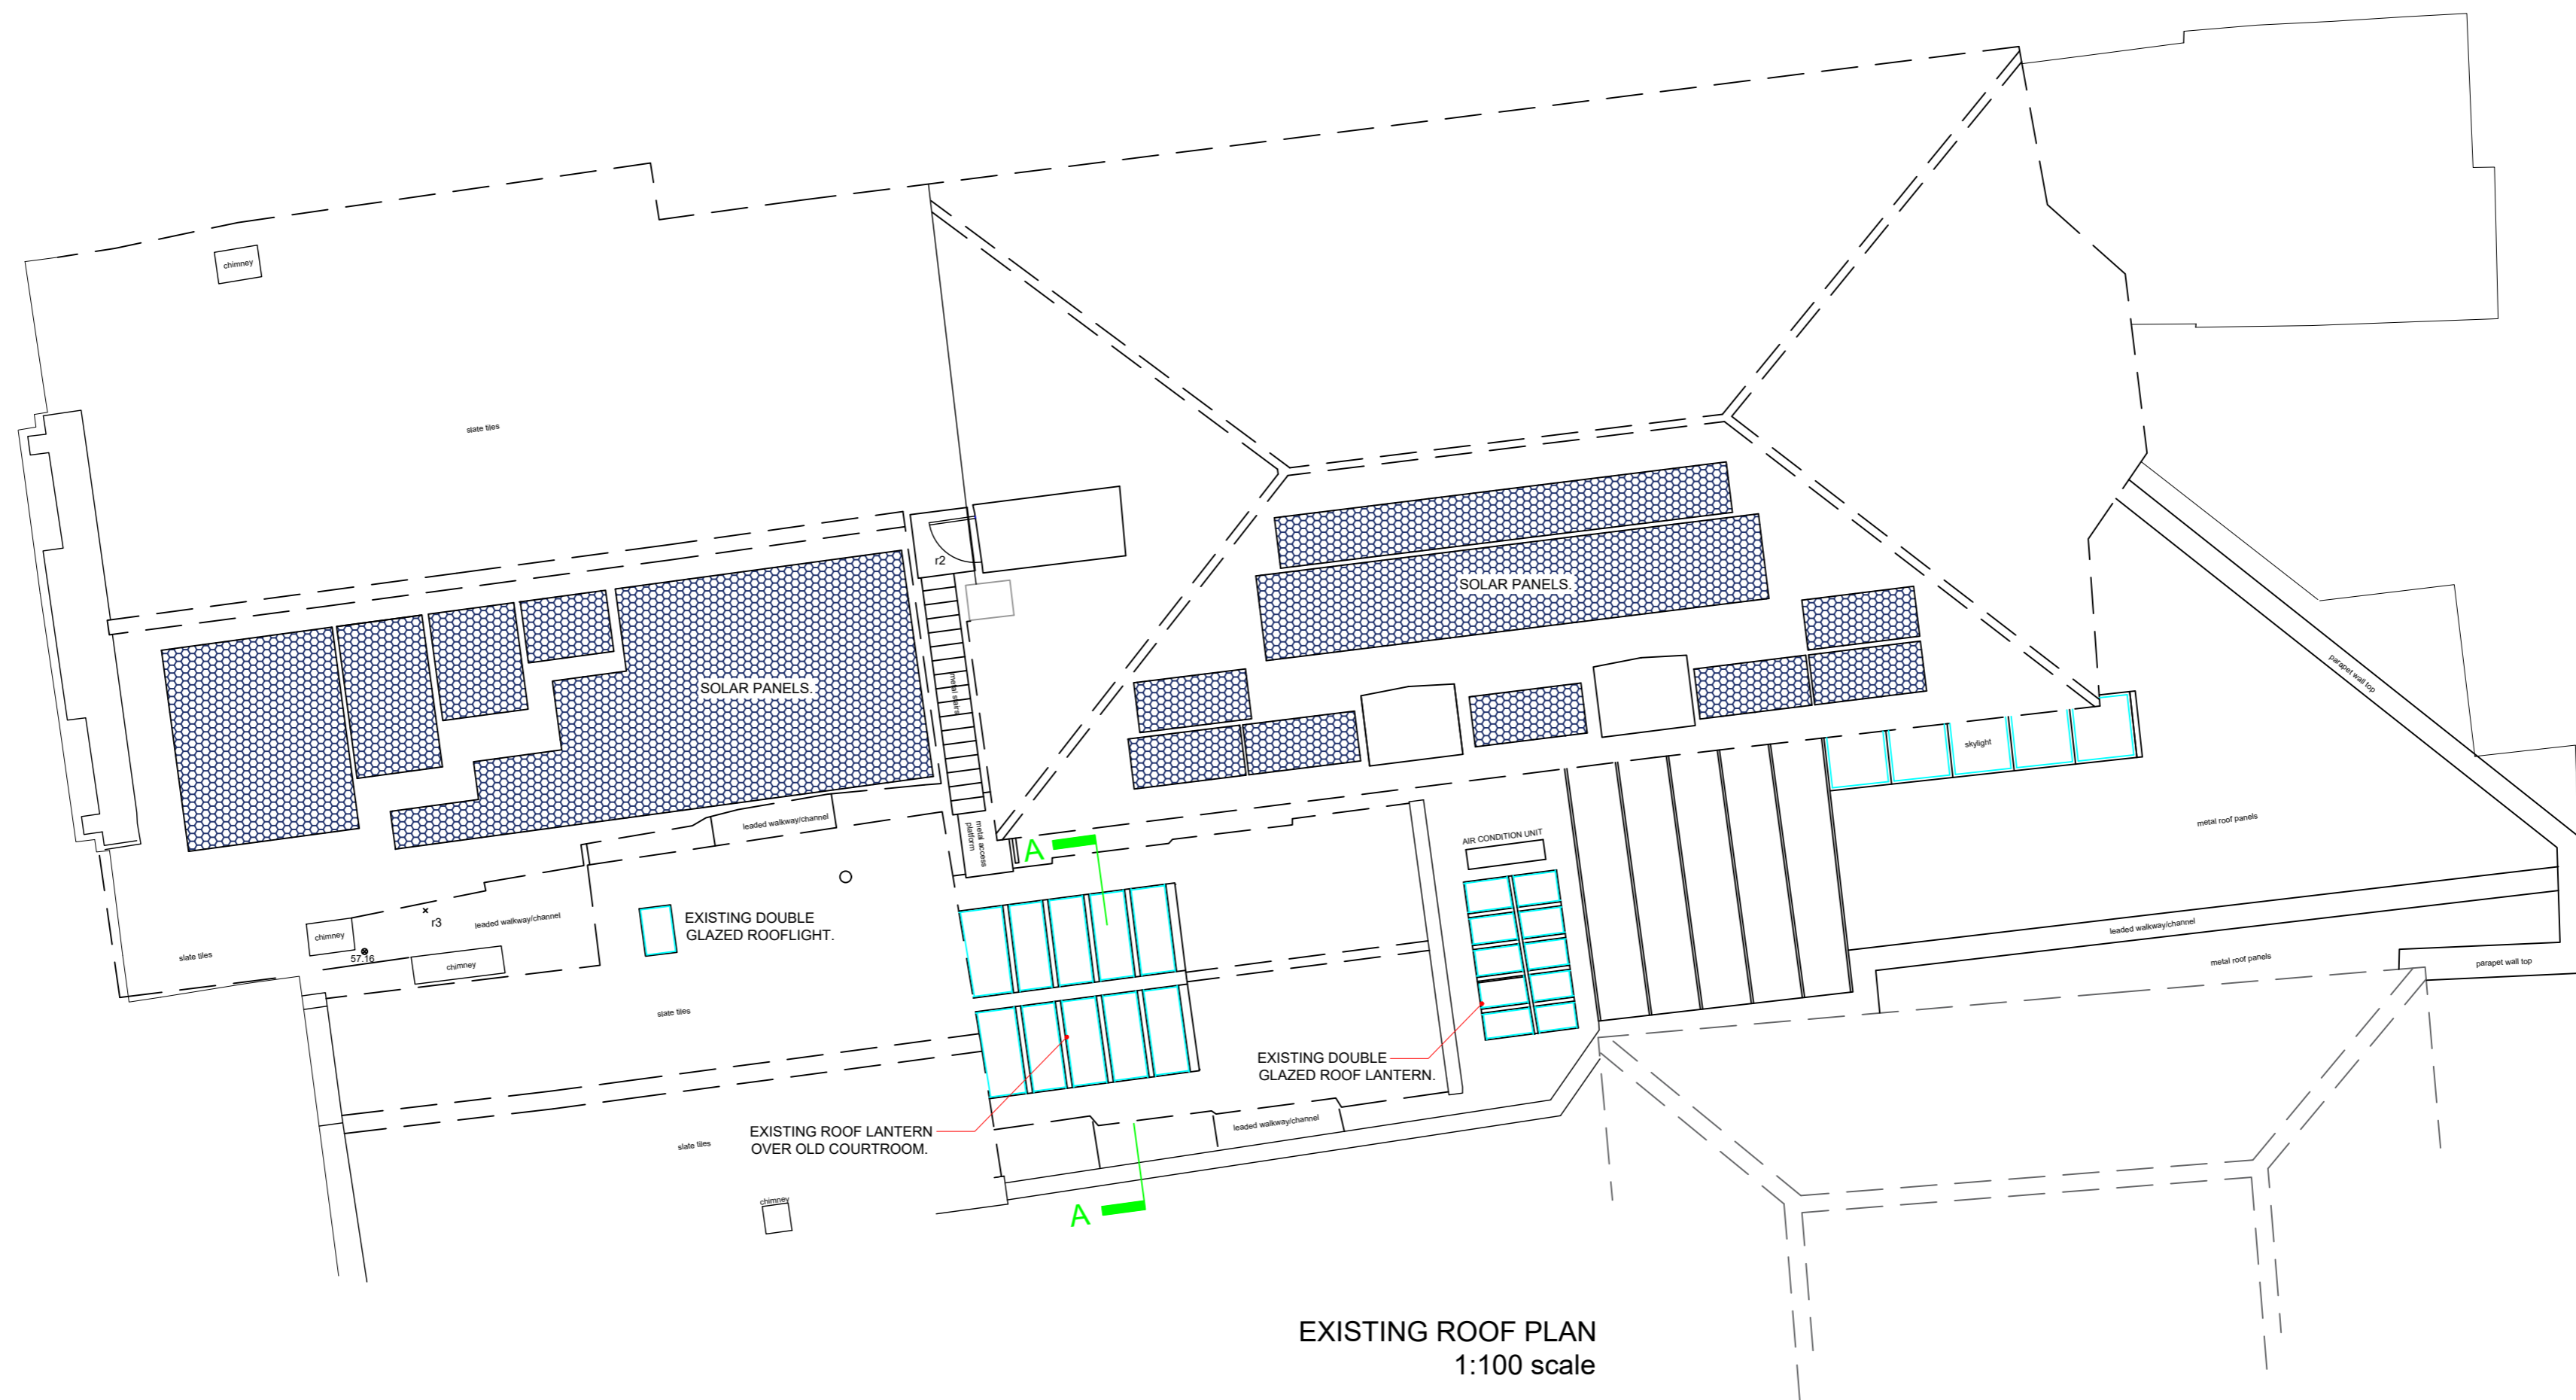 chimney
slate tiles
r2
SOLAR PANELS.
SOLAR PANELS.
metal stairs
parapet wall top
skylight
leaded walkway/channel
metal access
platform
A
AIR CONDITION UNIT
metal roof panels
EXISTING DOUBLE
GLAZED ROOFLIGHT.
chimney
r3
leaded walkway/channel
57.16
slate tiles
chimney
leaded walkway/channel
metal roof panels
parapet wall top
slate tiles
EXISTING DOUBLE
GLAZED ROOF LANTERN.
EXISTING ROOF LANTERN
OVER OLD COURTROOM.
leaded walkway/channel
slate tiles
chimney
A
EXISTING ROOF PLAN
1:100 scale